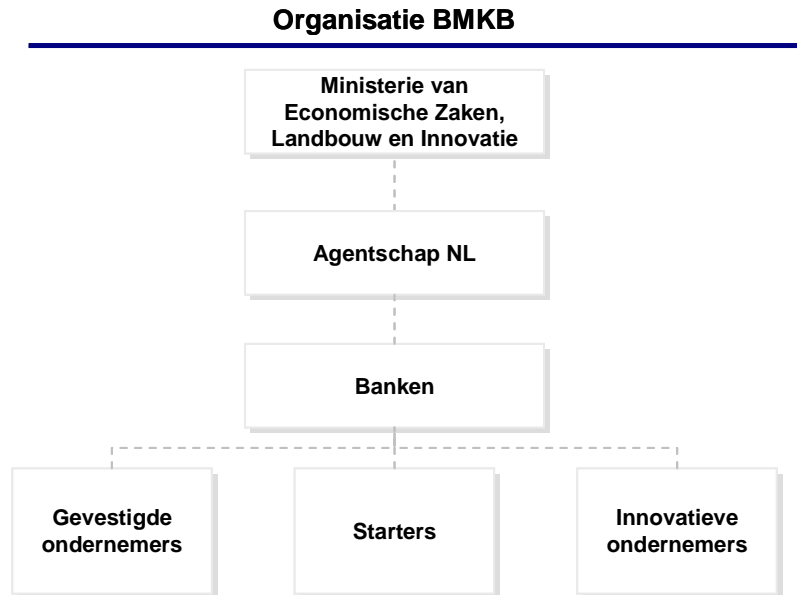 Organisatie BMKB
Ministerie van
Economische Zaken,
Landbouw en Innovatie
Agentschap NL
Banken
Gevestigde
ondernemers
Starters
Innovatieve
ondernemers